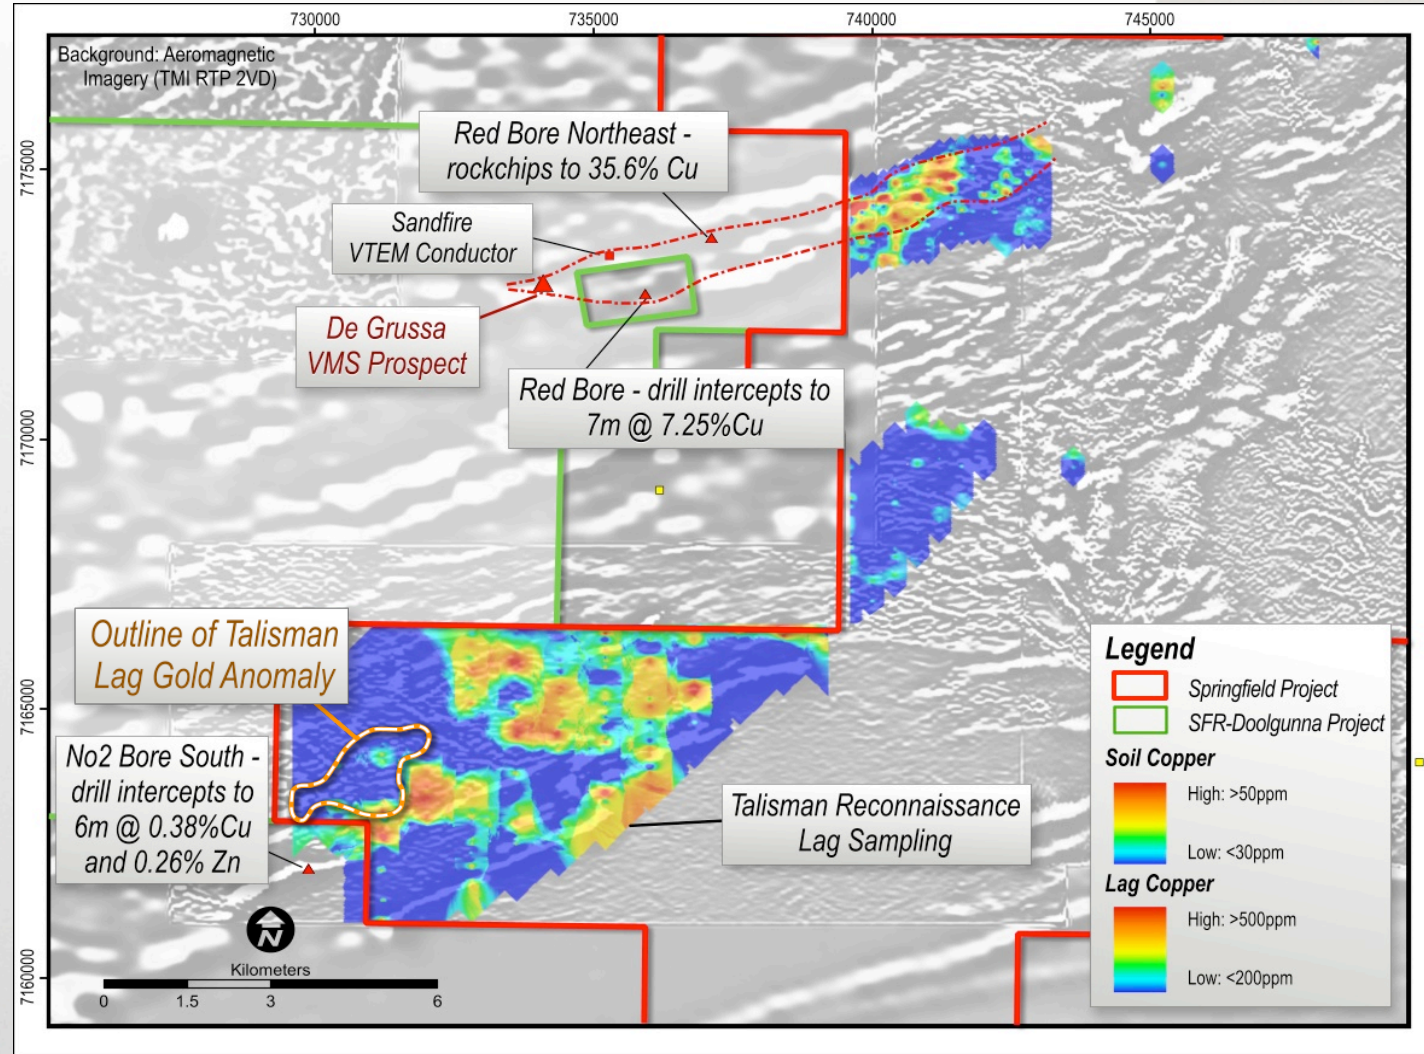 730000
735000
740000
745000
Background: Aeromagnetic
Imagery (TMI RTP 2VD)
7175000
7170000
7165000
7160000
Red Bore Northeast -
rockchips to 35.6% Cu
Sandfire
VTEM Conductor
De Grussa
VMS Prospect
Red Bore - drill intercepts to
7m @ 7.25%Cu
Outline of Talisman
Lag Gold Anomaly
No2 Bore South -
drill intercepts to
6m @ 0.38%Cu
and 0.26% Zn
Talisman Reconnaissance
Lag Sampling
N
Kilometers
0
1.5
3
6
Legend
Springfield Project
SFR-Doolgunna Project
Soil Copper
High: >50ppm
Low: <30ppm
Lag Copper
High: >500ppm
Low: <200ppm